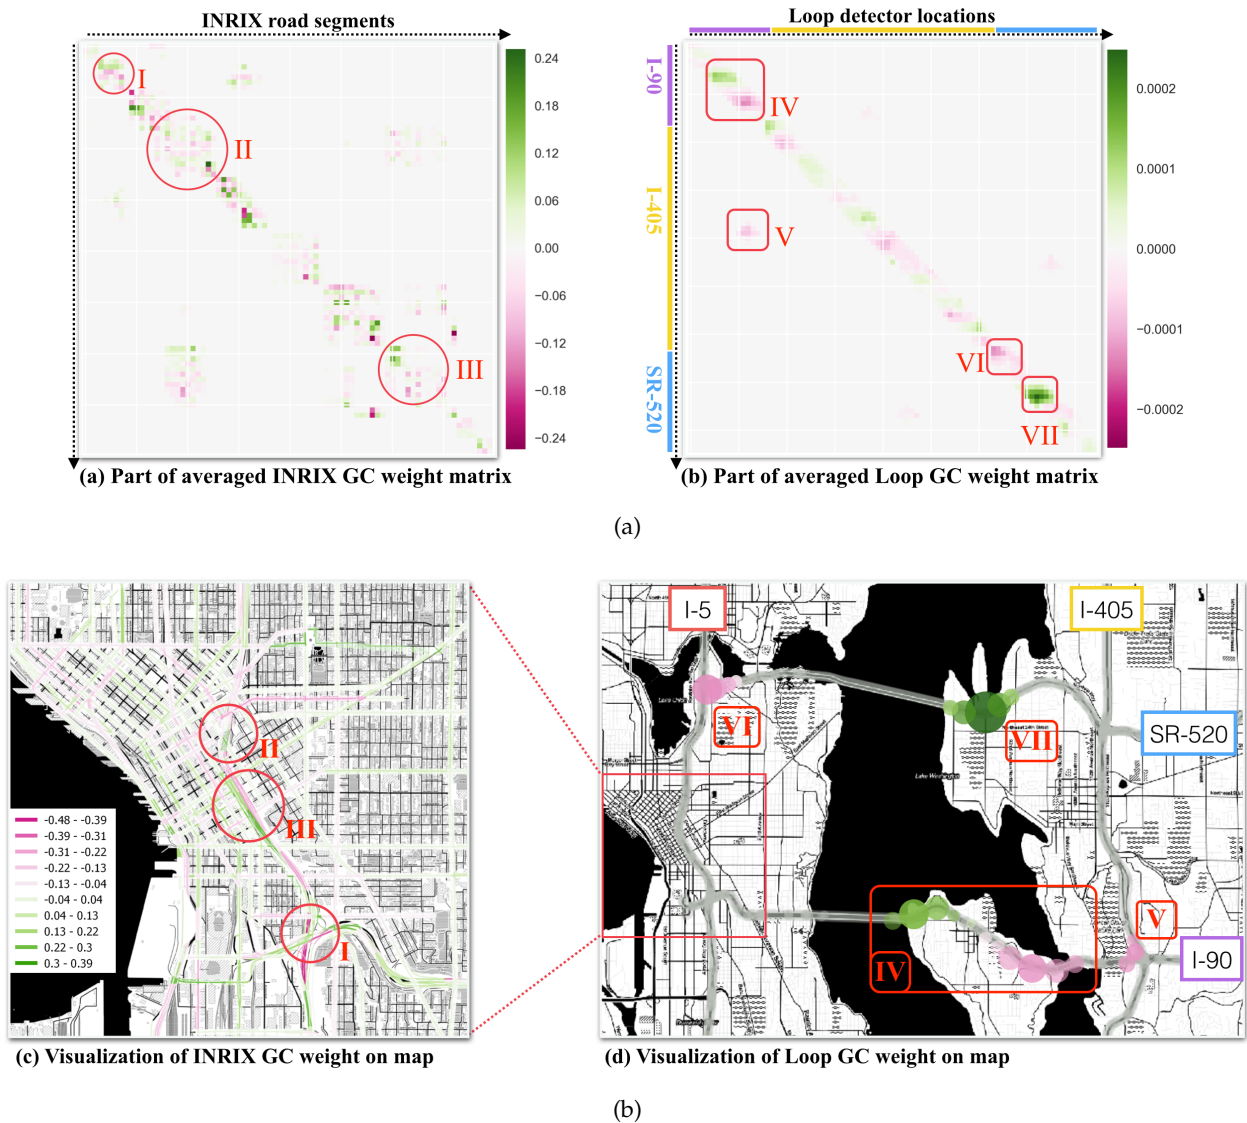 INRIX road segments
Loop detector locations
I
II
III
0.24
0.18
0.12
0.06
0.00
−0.06
−0.12
−0.18
−0.24
I-90
I-405
SR-520
IV
V
VI
VII
0.0002
0.0001
0.0000
−0.0001
−0.0002
(a) Part of averaged INRIX GC weight matrix
(b) Part of averaged Loop GC weight matrix
(a)
II
III
I
-0.48 - -0.39
-0.39 - -0.31
-0.31 - -0.22
-0.22 - -0.13
-0.13 - -0.04
-0.04 - 0.04
0.04 - 0.13
0.13 - 0.22
0.22 - 0.3
0.3 - 0.39
I-5
I-405
SR-520
I-90
VI
VII
V
IV
Lake Washington
(c) Visualization of INRIX GC weight on map
(d) Visualization of Loop GC weight on map
(b)